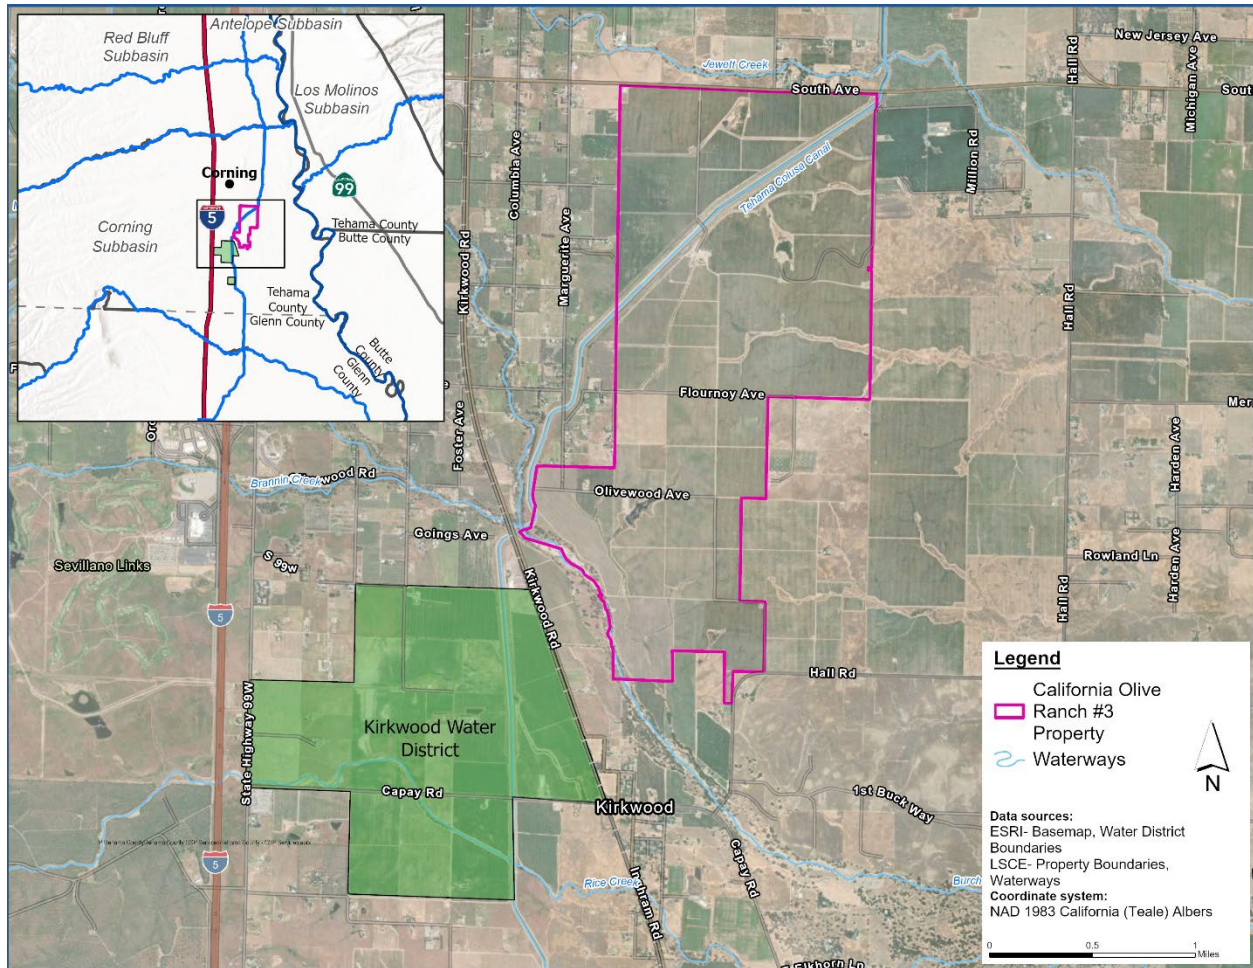 Antelope Subbasin
Red Bluff
Subbasin
Los Molinos
Subbasin
Corning
99
5
Corning
Subbasin
Tehama County
Butte County
Tehama
County
Glenn County
Butte
County
Glenn
County
New Jersey Ave
Hall Rd
Michigan Ave
Jewett Creek
South Ave
Sout
Million Rd
Columbia Ave
Tehama Colusa Canal
Marguerite Ave
Kirkwood Rd
Hall Rd
Flournoy Ave
Mer
Foster Ave
Harden Ave
wood Rd
Brannin Creek
Olivewood Ave
Goings Ave
Rowland Ln
Harden Ave
S 99w
Sevillano Links
Kirkwood Rd
Hall Rd
5
Hall Rd
State Highway 99W
Kirkwood Water
District
Capay Rd
Kirkwood
1st Buck Way
5
Capay Rd
Rice Creek
Burch
Inghram Rd
Elkhorn Ln
Legend
California Olive
Ranch #3
Property
Waterways
N
Data sources:
ESRI- Basemap, Water District
Boundaries
LSCE- Property Boundaries,
Waterways
Coordinate system:
NAD 1983 California (Teale) Albers
0 0.5 1
Miles